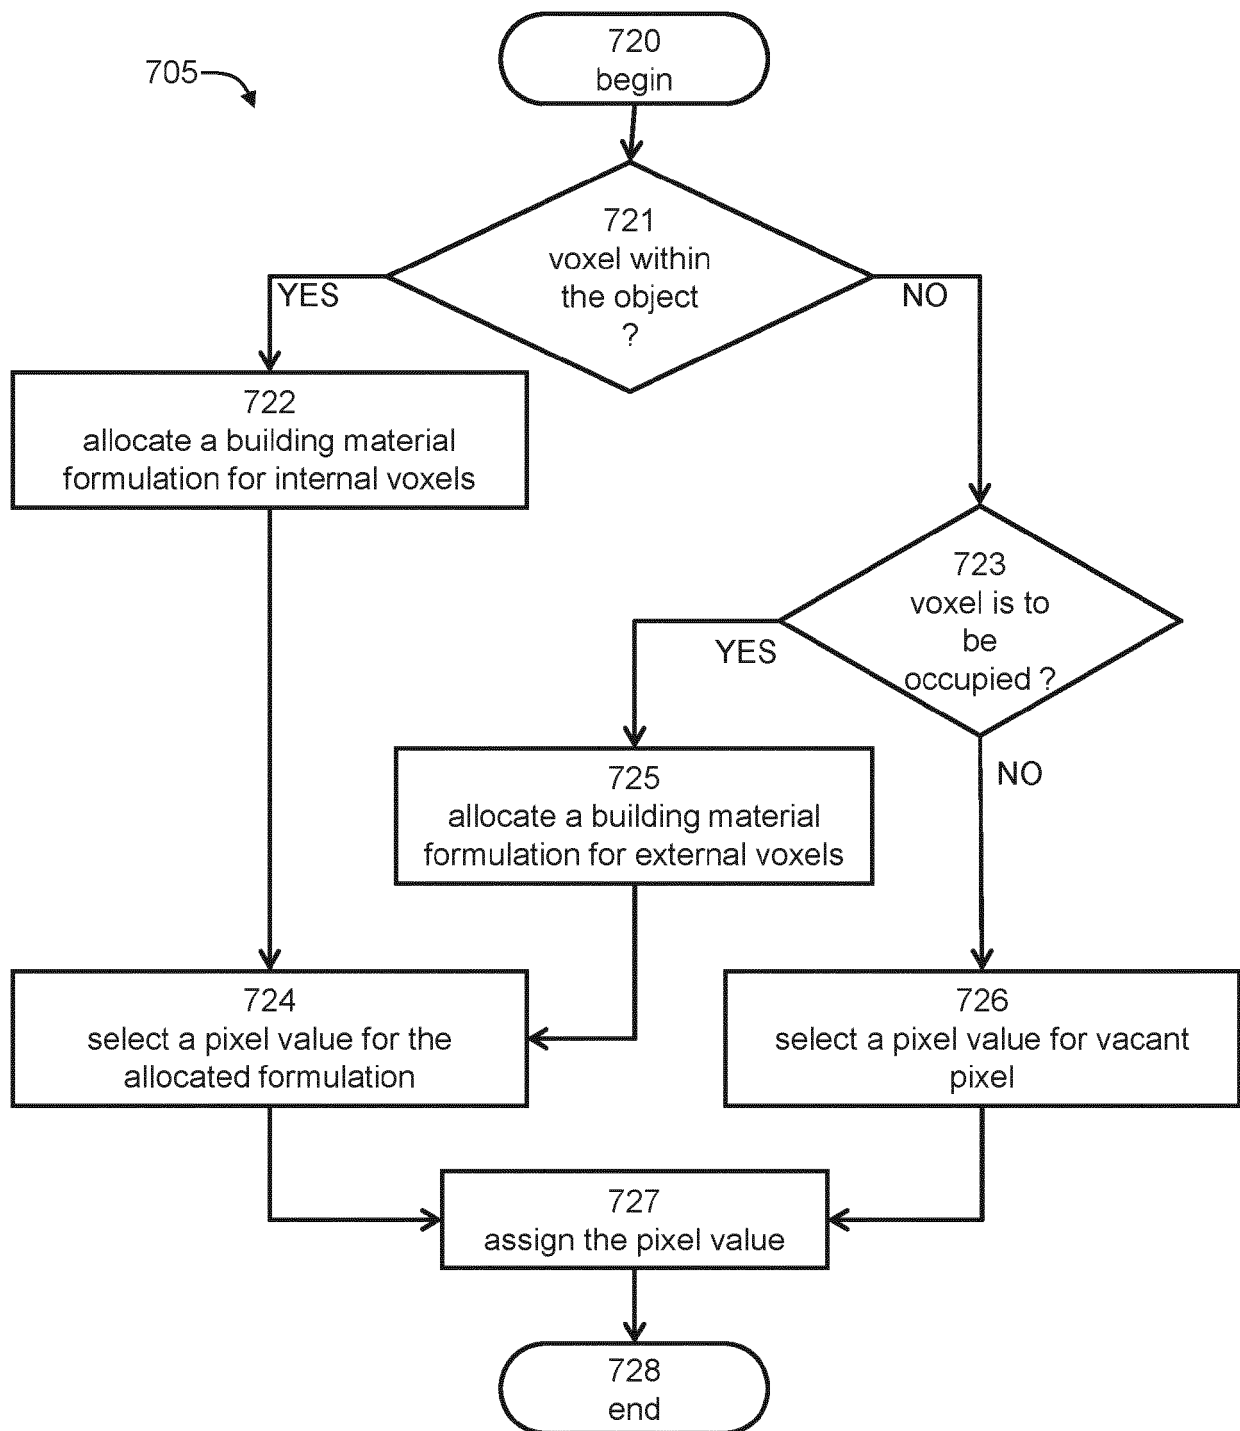 720
begin
705
721
voxel within
the object
?
YES
NO
722
allocate a building material
formulation for internal voxels
723
voxel is to
be
occupied ?
YES
NO
725
allocate a building material
formulation for external voxels
724
select a pixel value for the
allocated formulation
726
select a pixel value for vacant
pixel
727
assign the pixel value
728
end